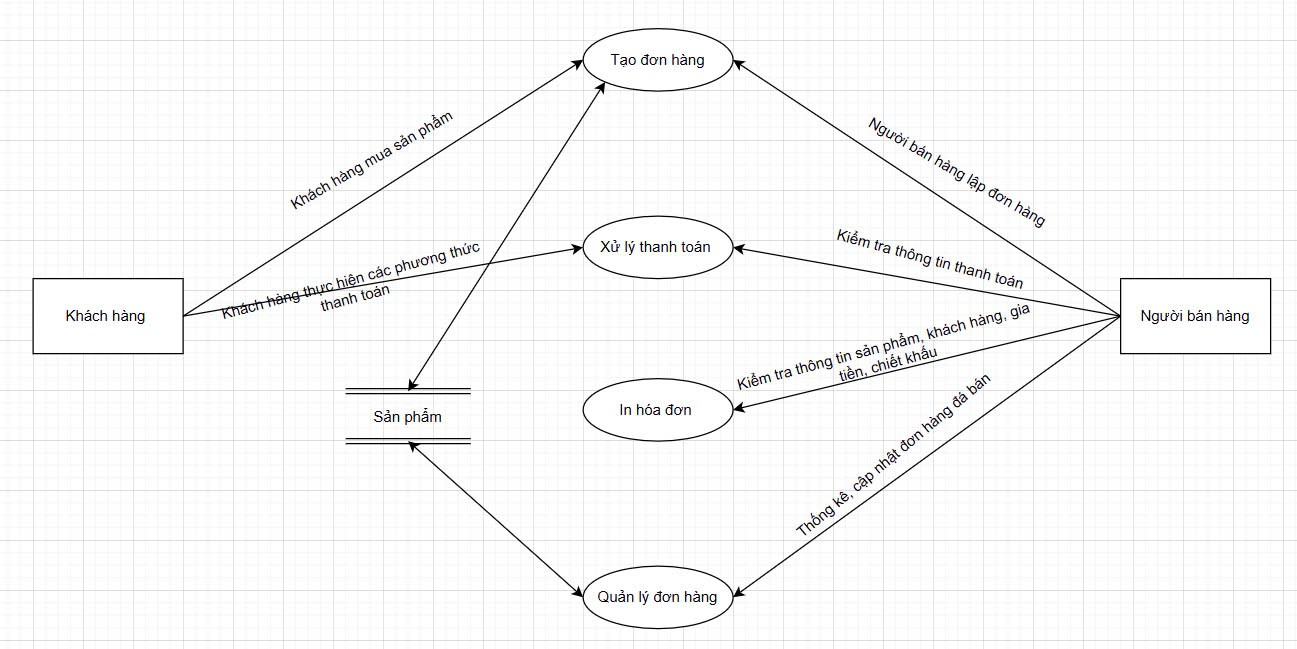 Tạo đơn hàng
Khách hàng mua sản phẩm
Người bán hàng lập đơn hàng
Xử lý thanh toán
Khách hàng thực hiện các phương thức
thanh toán
Kiểm tra thông tin thanh toán
Khách hàng
Người bán hàng
Kiểm tra thông tin sản phẩm, khách hàng, gia
tiền, chiết khấu
Sản phẩm
In hóa đơn
Thống kê, cập nhật đơn hàng đá bán
Quản lý đơn hàng